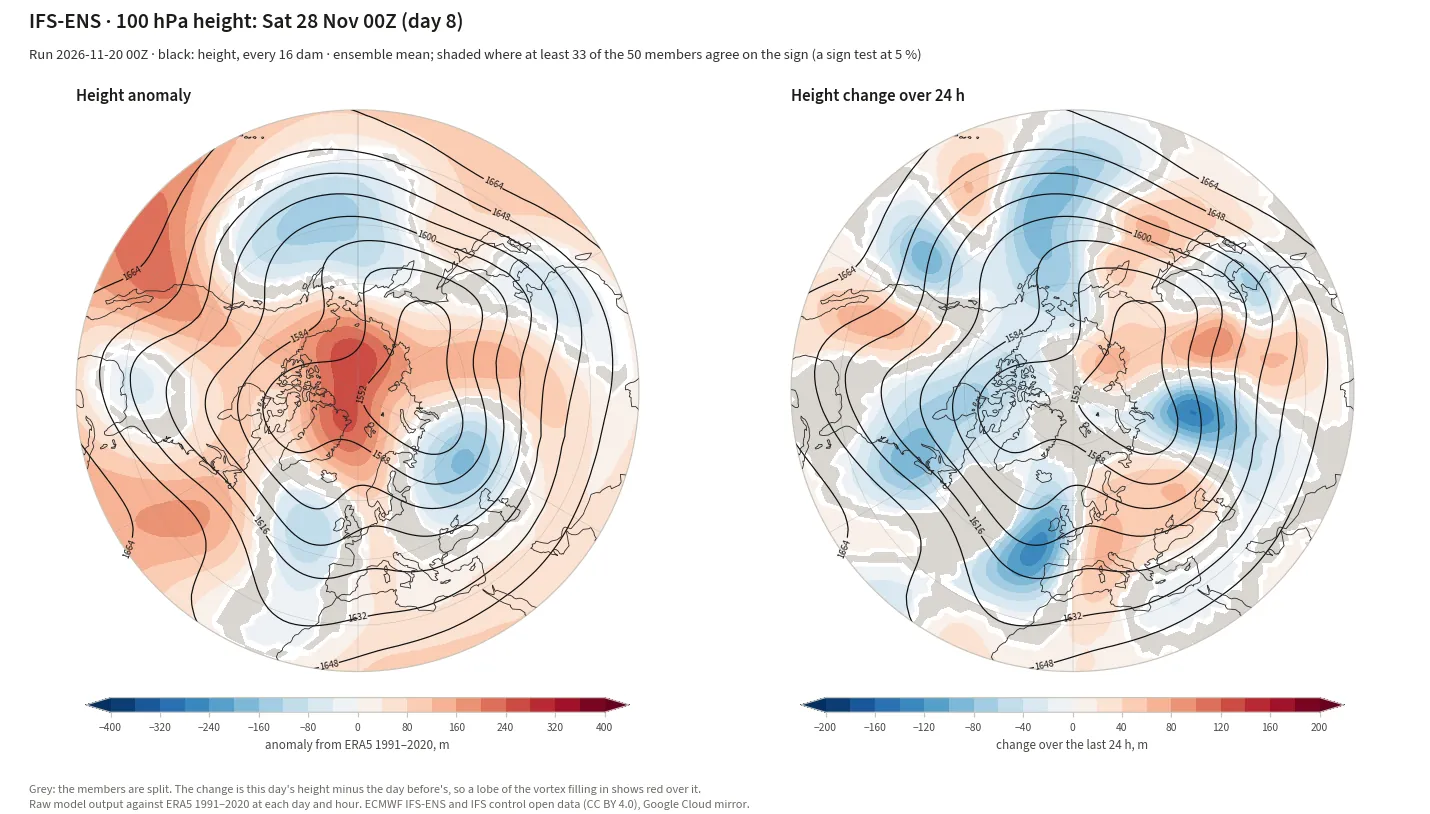 IFS-ENS · 100 hPa height: Sat 28 Nov 00Z (day 8)
Run 2026-11-20 00Z · black: height, every 16 dam · ensemble mean; shaded where at least 33 of the 50 members agree on the sign (a sign test at 5 %)
Height anomaly
Height change over 24 h
1664
1648
1600
1664
1584
1552
1568
1616
1664
1632
1648
1664
1648
1600
1664
1584
1552
1568
1616
1664
1632
1648
−400 −320 −240 −160 −80 0 80 160 240 320 400
anomaly from ERA5 1991–2020, m
−200 −160 −120 −80 −40 0 40 80 120 160 200
change over the last 24 h, m
Grey: the members are split. The change is this day's height minus the day before's, so a lobe of the vortex filling in shows red over it.
Raw model output against ERA5 1991–2020 at each day and hour. ECMWF IFS-ENS and IFS control open data (CC BY 4.0), Google Cloud mirror.